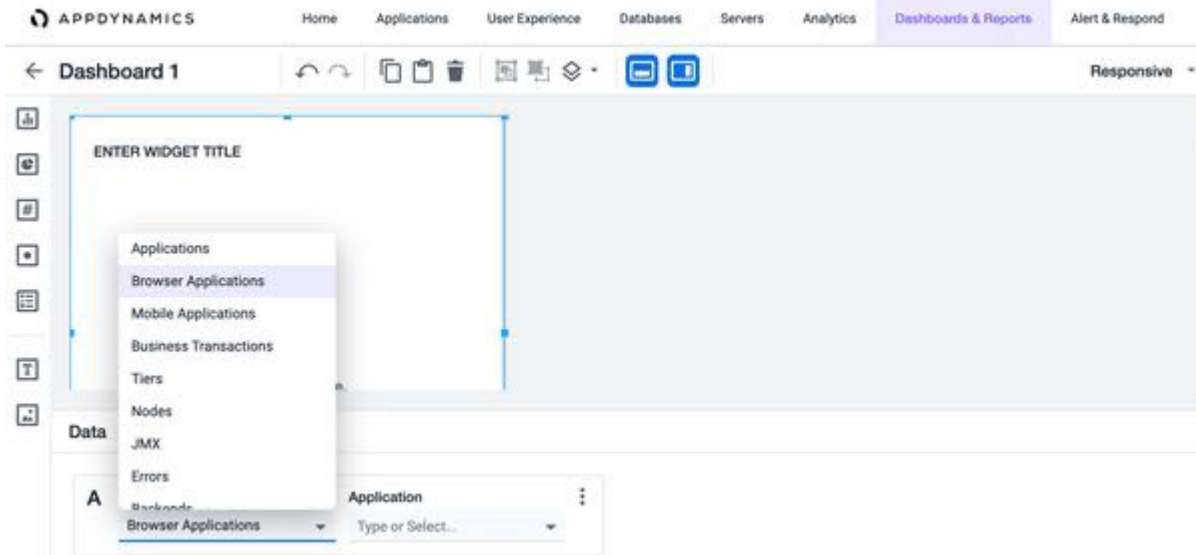 APPDYNAMICS Home Applications User Experience Databases Servers Analytics Dashboards & Reports Alert & Respond
Dashboard 1 Responsive
ENTER WIDGET TITLE
Applications
Browser Applications
Mobile Applications
Business Transactions
Tiers
Nodes
JMX
Errors
Backends
Data
A Application
Browser Applications Type or Select...